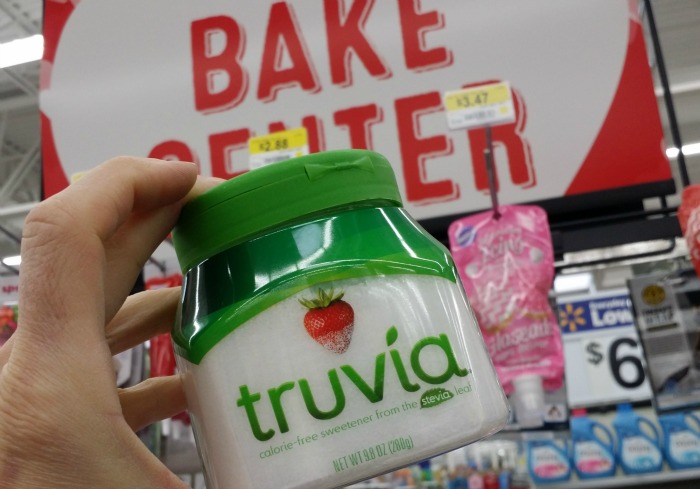 BAKE
CENTER
$3.47
$2.88
truvia
calorie-free sweetener from the stevia leaf
NET WT 9.8 OZ (280g)
Low
$6